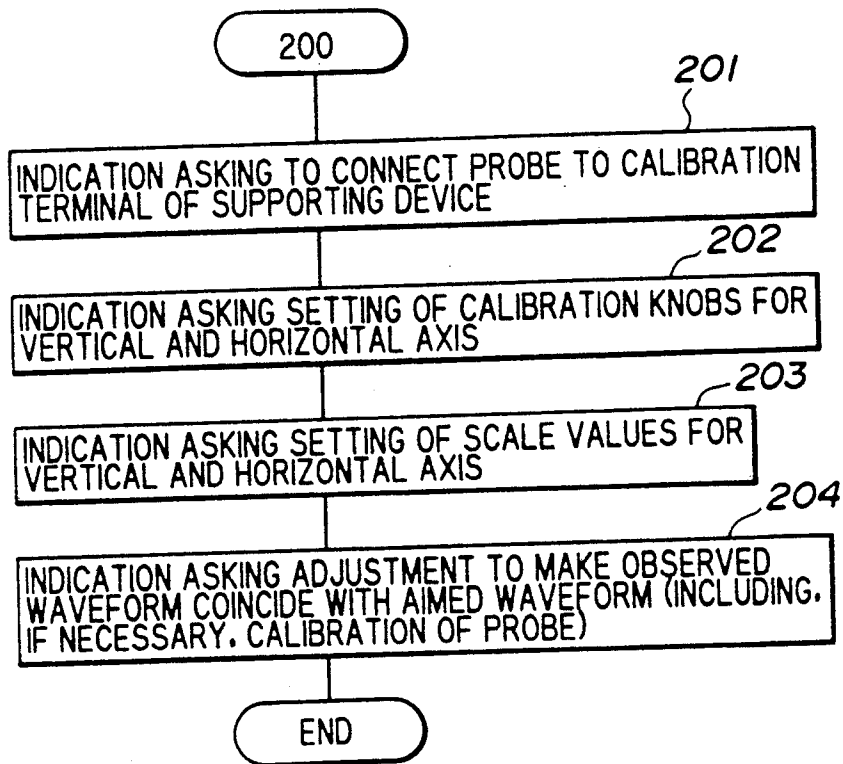 200
201
INDICATION ASKING TO CONNECT PROBE TO CALIBRATION
TERMINAL OF SUPPORTING DEVICE
202
INDICATION ASKING SETTING OF CALIBRATION KNOBS FOR
VERTICAL AND HORIZONTAL AXIS
203
INDICATION ASKING SETTING OF SCALE VALUES FOR
VERTICAL AND HORIZONTAL AXIS
204
INDICATION ASKING ADJUSTMENT TO MAKE OBSERVED
WAVEFORM COINCIDE WITH AIMED WAVEFORM (INCLUDING.
IF NECESSARY. CALIBRATION OF PROBE)
END